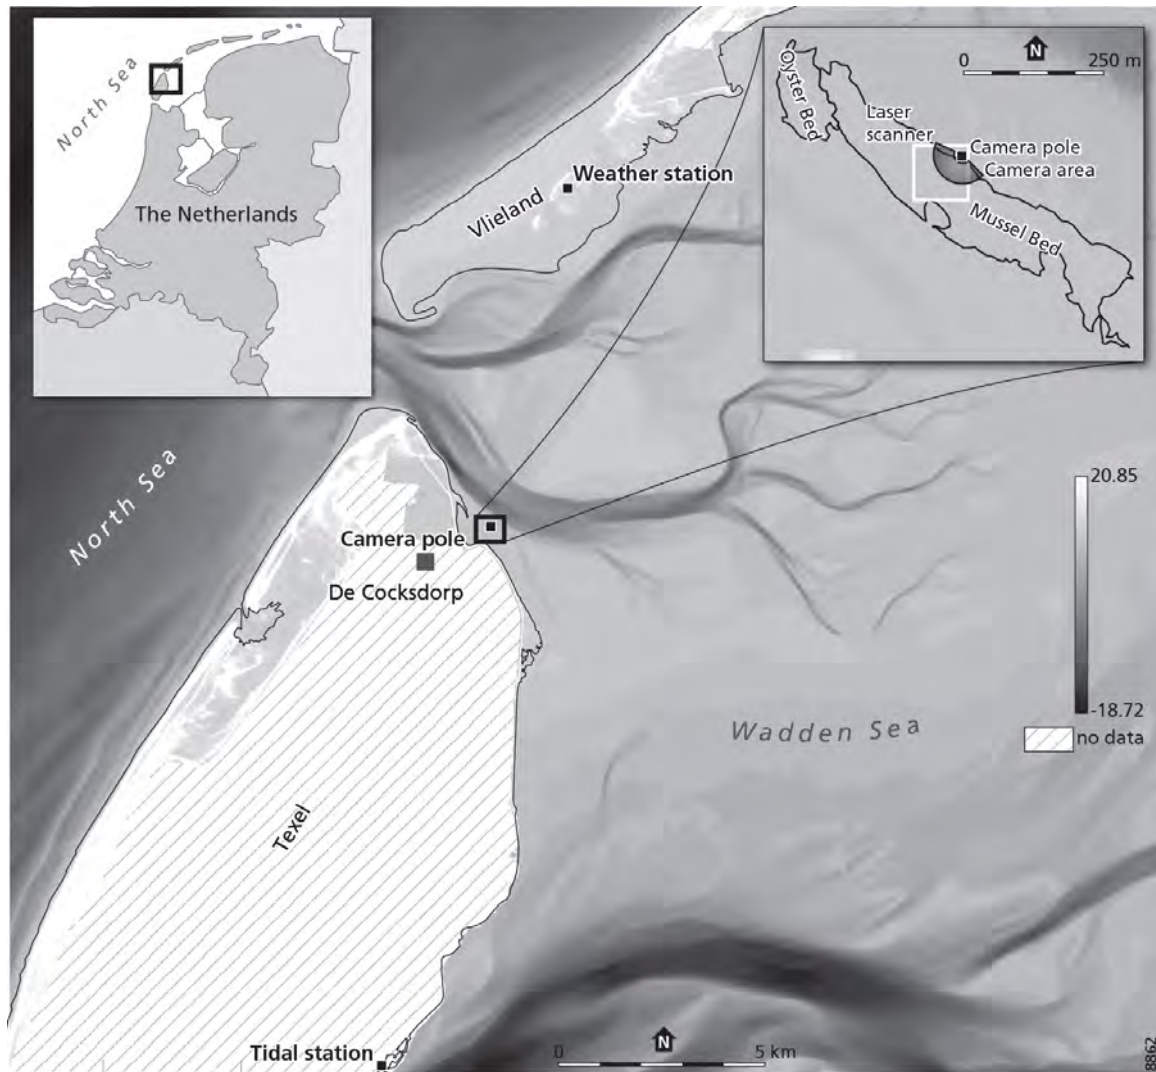 North Sea
The Netherlands
Weather station
Vlieland
N
0 250 m
Oyster Bed
Laser
scanner
Camera pole
Camera area
Mussel Bed
North Sea
Camera pole
De Cocksdorp
20.85
-18.72
no data
Wadden Sea
Texel
Tidal station
N
0 5 km
8862